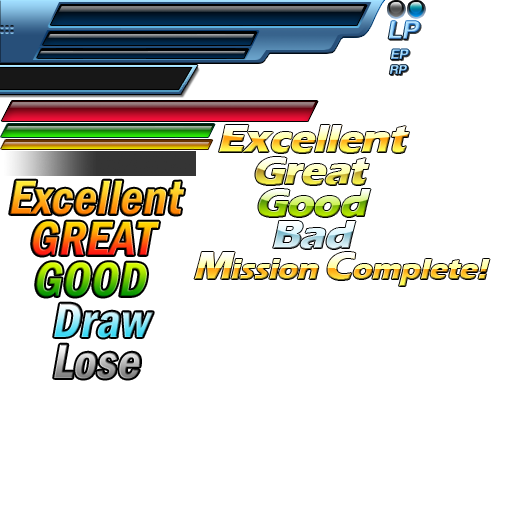 LP
EP
RP
Excellent
Great
Good
Bad
Mission Complete!
Excellent
GREAT
GOOD
Draw
Lose